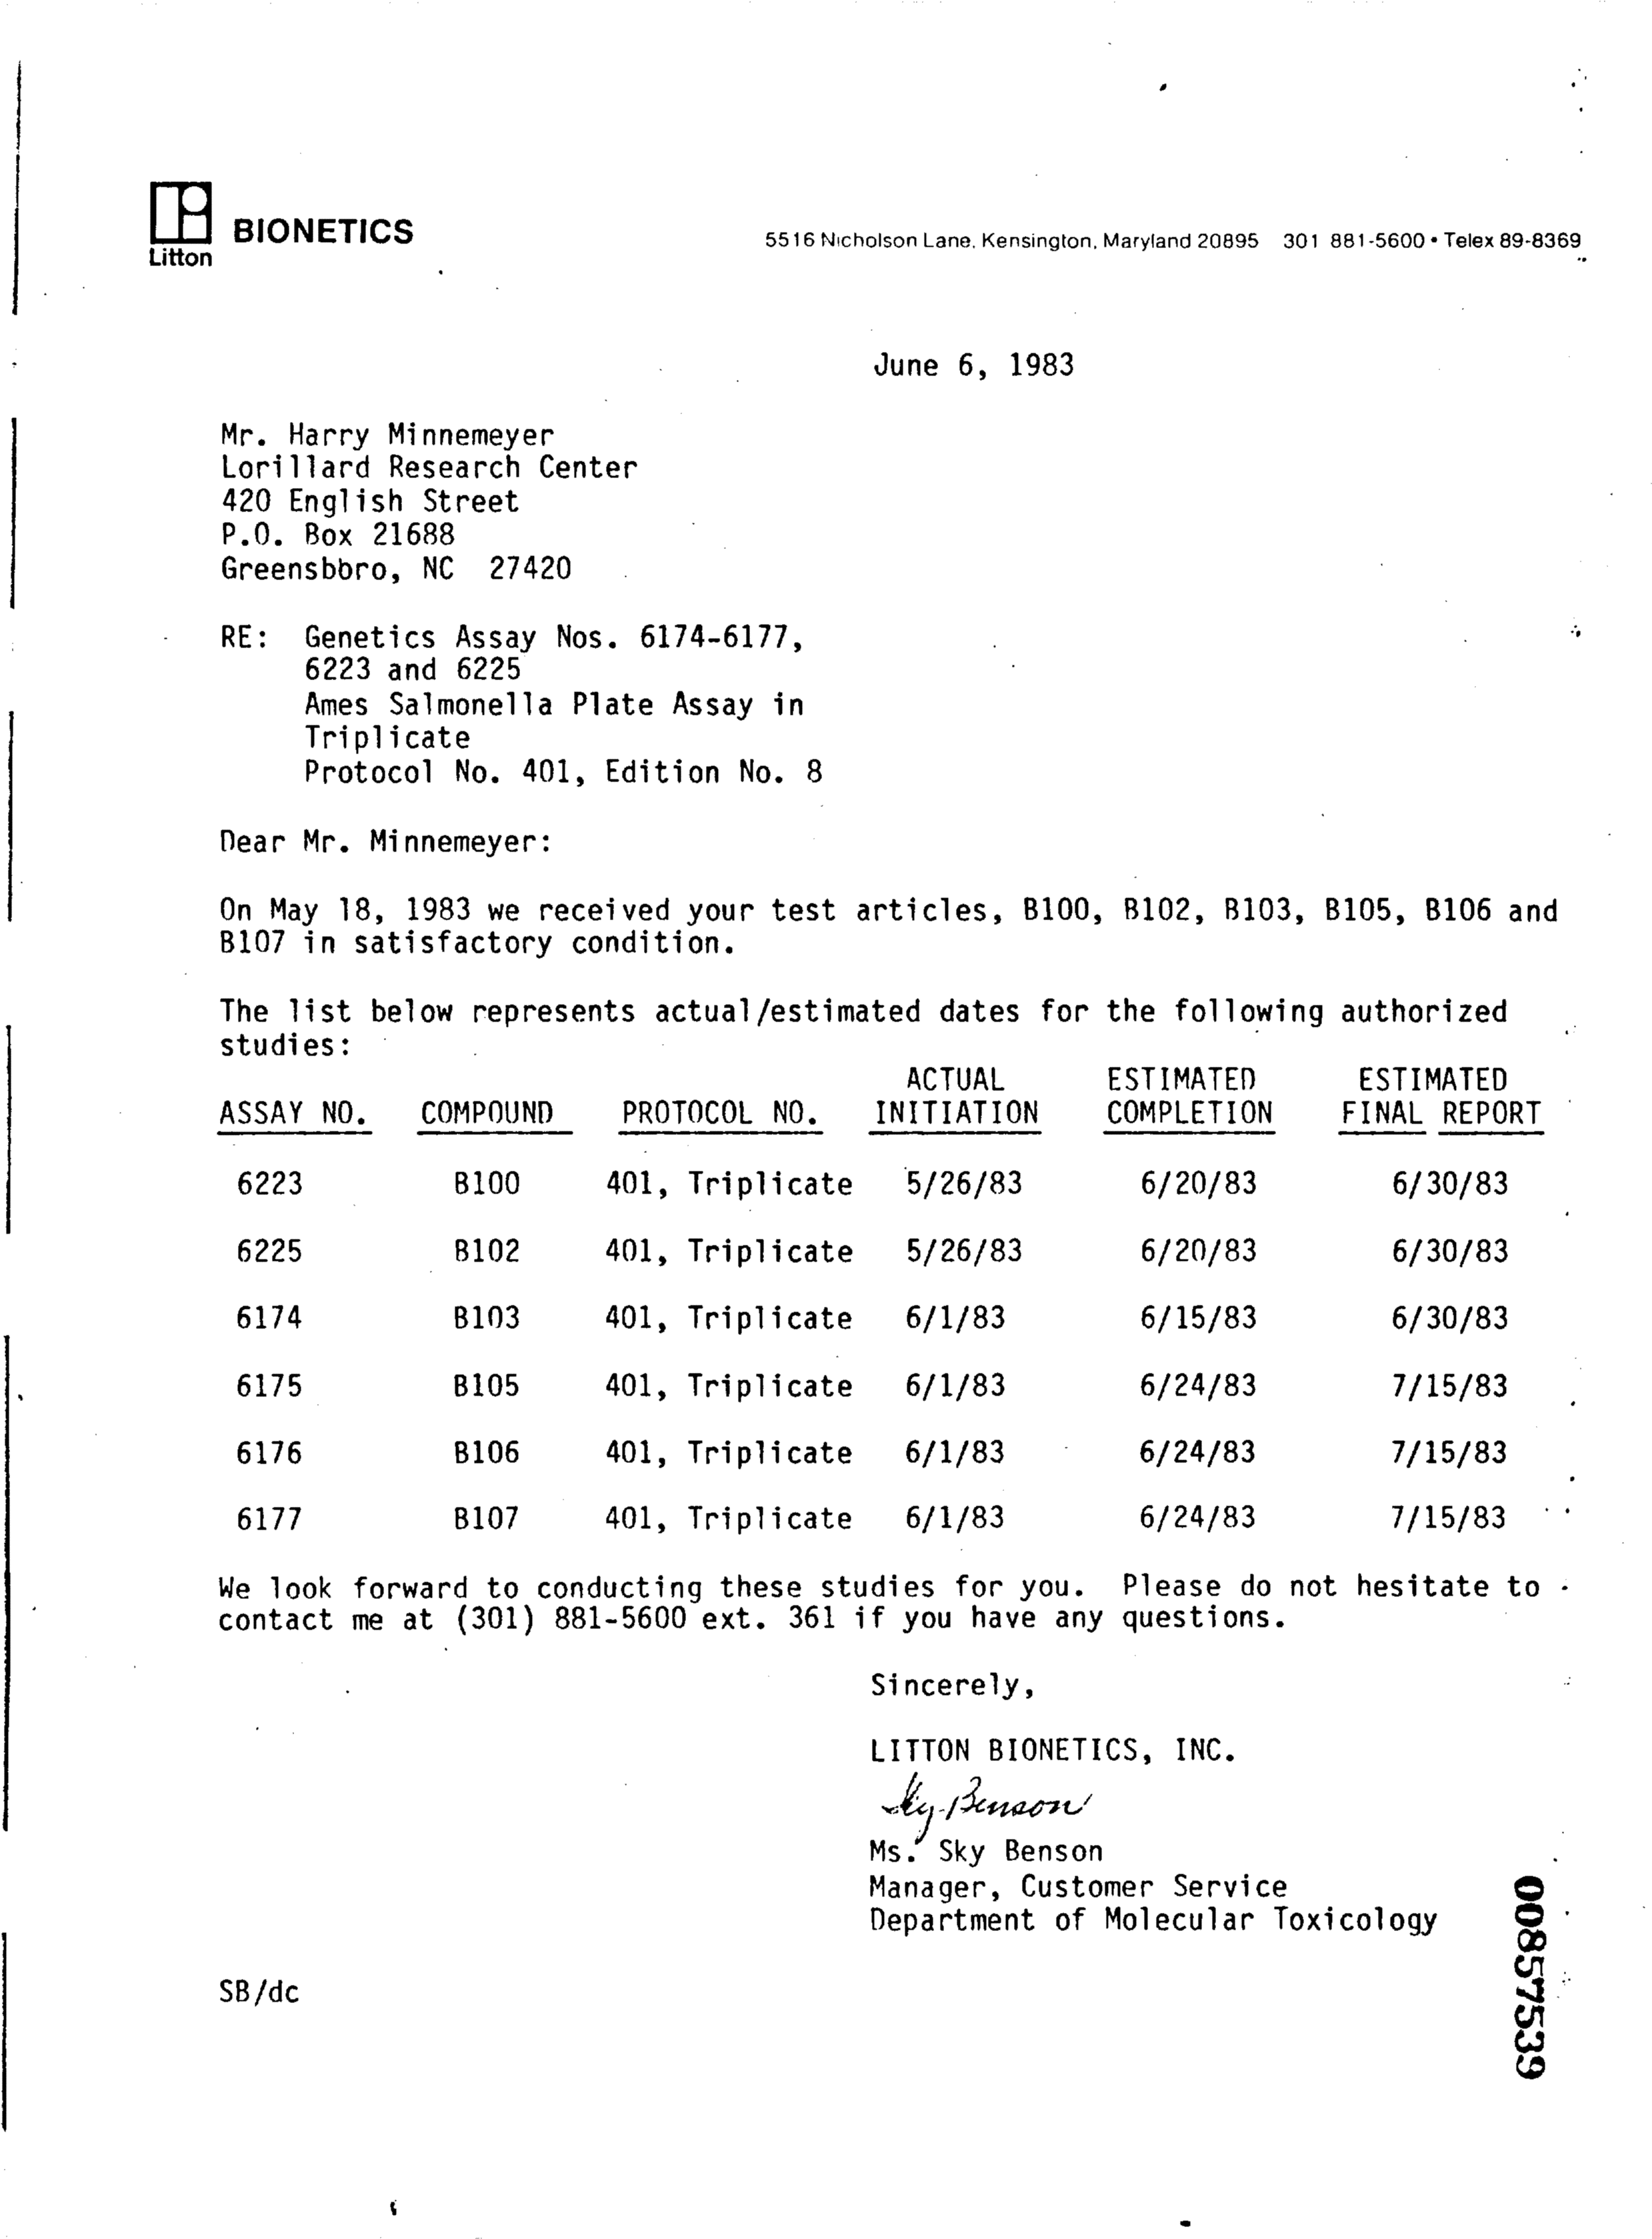 Litton
BIONETICS
5516 Nicholson Lane, Kensington, Maryland 20895 301 881-5600 • Telex 89-8369
June 6, 1983
Mr. Harry Minnemeyer
Lorillard Research Center
420 English Street
P.O. Box 21688
Greensboro, NC 27420
RE: Genetics Assay Nos. 6174-6177,
6223 and 6225
Ames Salmonella Plate Assay in
Triplicate
Protocol No. 401, Edition No. 8
Dear Mr. Minnemeyer:
On May 18, 1983 we received your test articles, B100, B102, B103, B105, B106 and
B107 in satisfactory condition.
The list below represents actual/estimated dates for the following authorized
studies:
ACTUAL ESTIMATED ESTIMATED
ASSAY NO. COMPOUND PROTOCOL NO. INITIATION COMPLETION FINAL REPORT
6223 B100 401, Triplicate 5/26/83 6/20/83 6/30/83
6225 B102 401, Triplicate 5/26/83 6/20/83 6/30/83
6174 B103 401, Triplicate 6/1/83 6/15/83 6/30/83
6175 B105 401, Triplicate 6/1/83 6/24/83 7/15/83
6176 B106 401, Triplicate 6/1/83 6/24/83 7/15/83
6177 B107 401, Triplicate 6/1/83 6/24/83 7/15/83
We look forward to conducting these studies for you. Please do not hesitate to
contact me at (301) 881-5600 ext. 361 if you have any questions.
Sincerely,
LITTON BIONETICS, INC.
Sky Benson
Ms. Sky Benson
Manager, Customer Service
Department of Molecular Toxicology
SB/dc
00857539